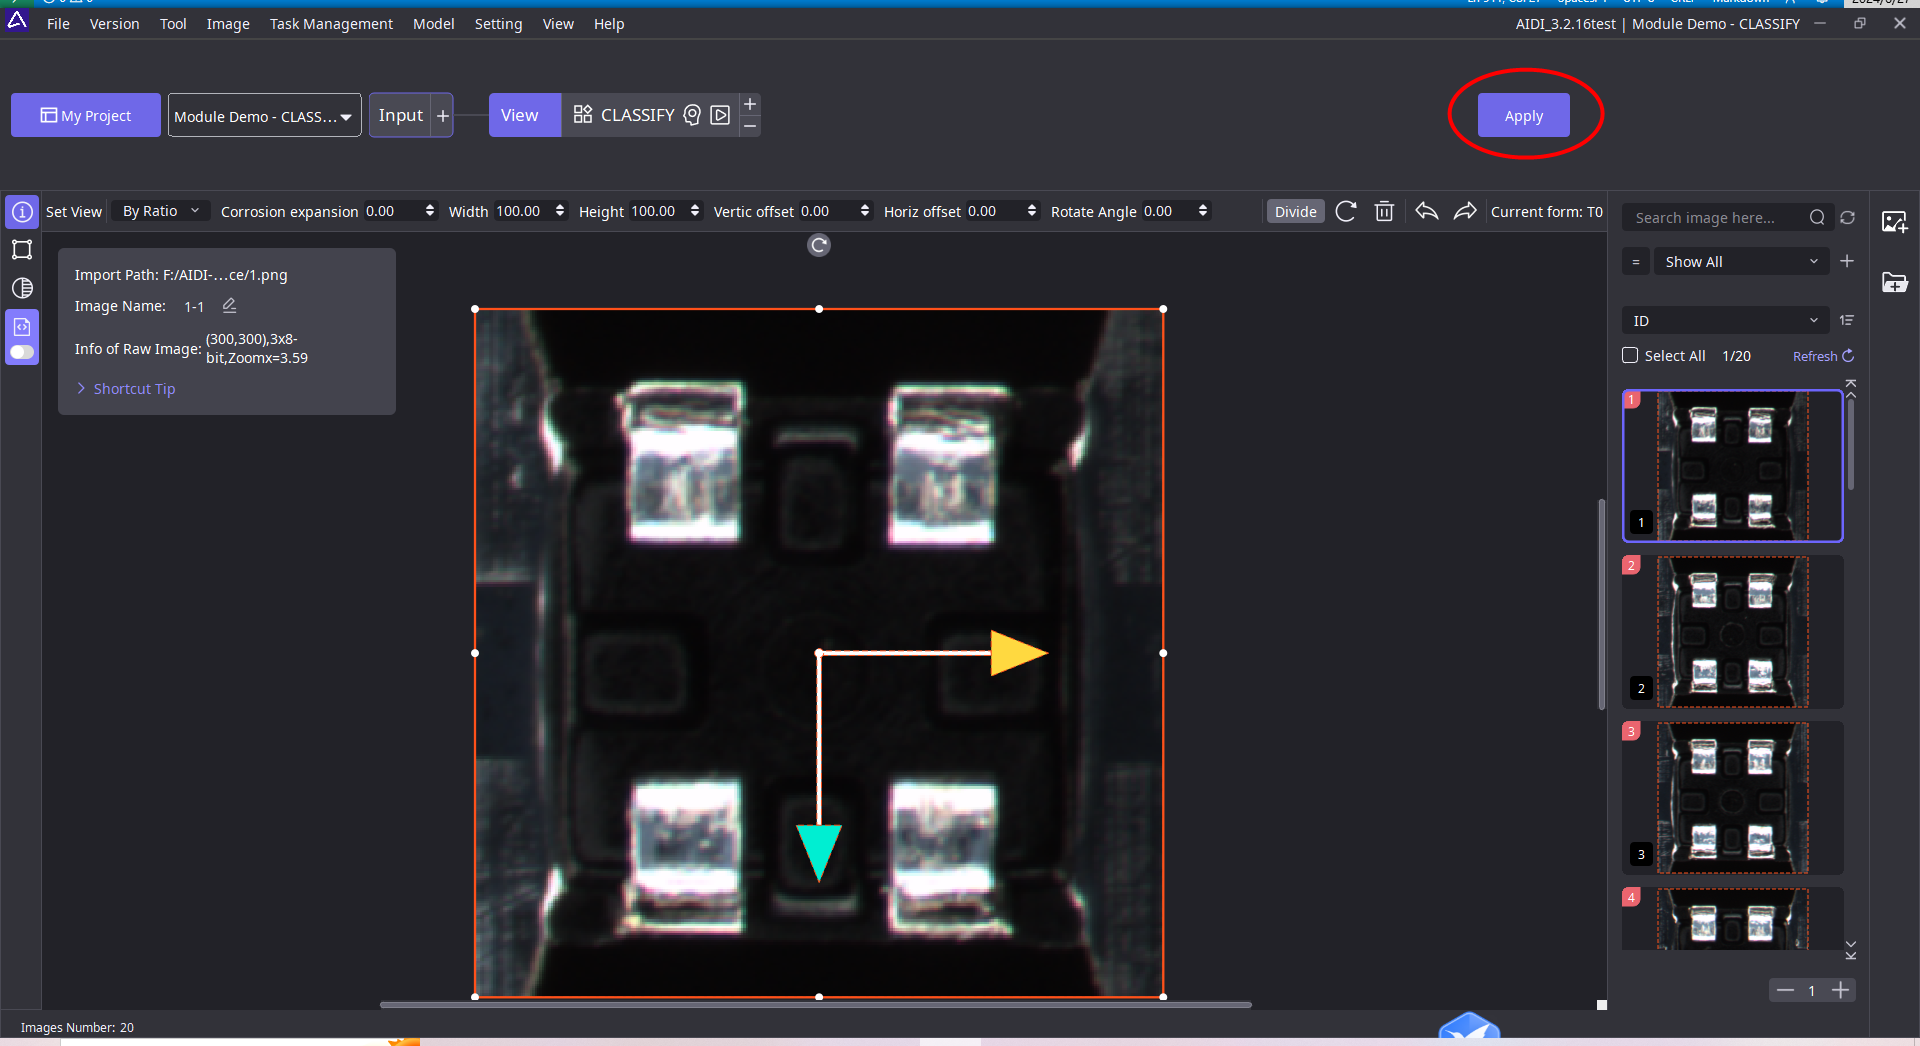 File Version Tool Image Task Management Model Setting View Help
AIDI_3.2.16test | Module Demo - CLASSIFY
My Project
Module Demo - CLASS...
Input +
View
CLASSIFY
Apply
Set View By Ratio Corrosion expansion 0.00 Width 100.00 Height 100.00 Vertic offset 0.00 Horiz offset 0.00 Rotate Angle 0.00 Divide Current form: T0
Import Path: F:/AIDI-...ce/1.png
Image Name: 1-1
Info of Raw Image: (300,300),3x8-
bit,Zoomx=3.59
Shortcut Tip
Search image here...
= Show All
ID
Select All 1/20 Refresh
1
1
2
2
3
3
4
1
Images Number: 20